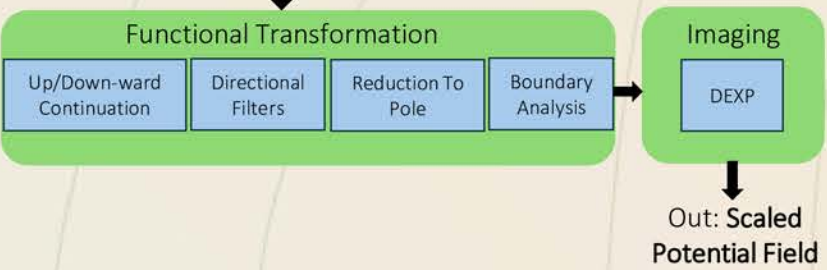 Functional Transformation
Up/Down-ward
Continuation
Directional
Filters
Reduction To
Pole
Boundary
Analysis
Imaging
DEXP
Out: Scaled
Potential Field